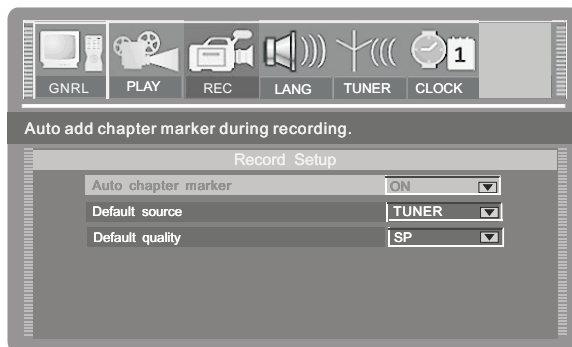 1
GNRL PLAY REC LANG TUNER CLOCK
Auto add chapter marker during recording.
Record Setup
Auto chapter marker ON
Default source TUNER
Default quality SP